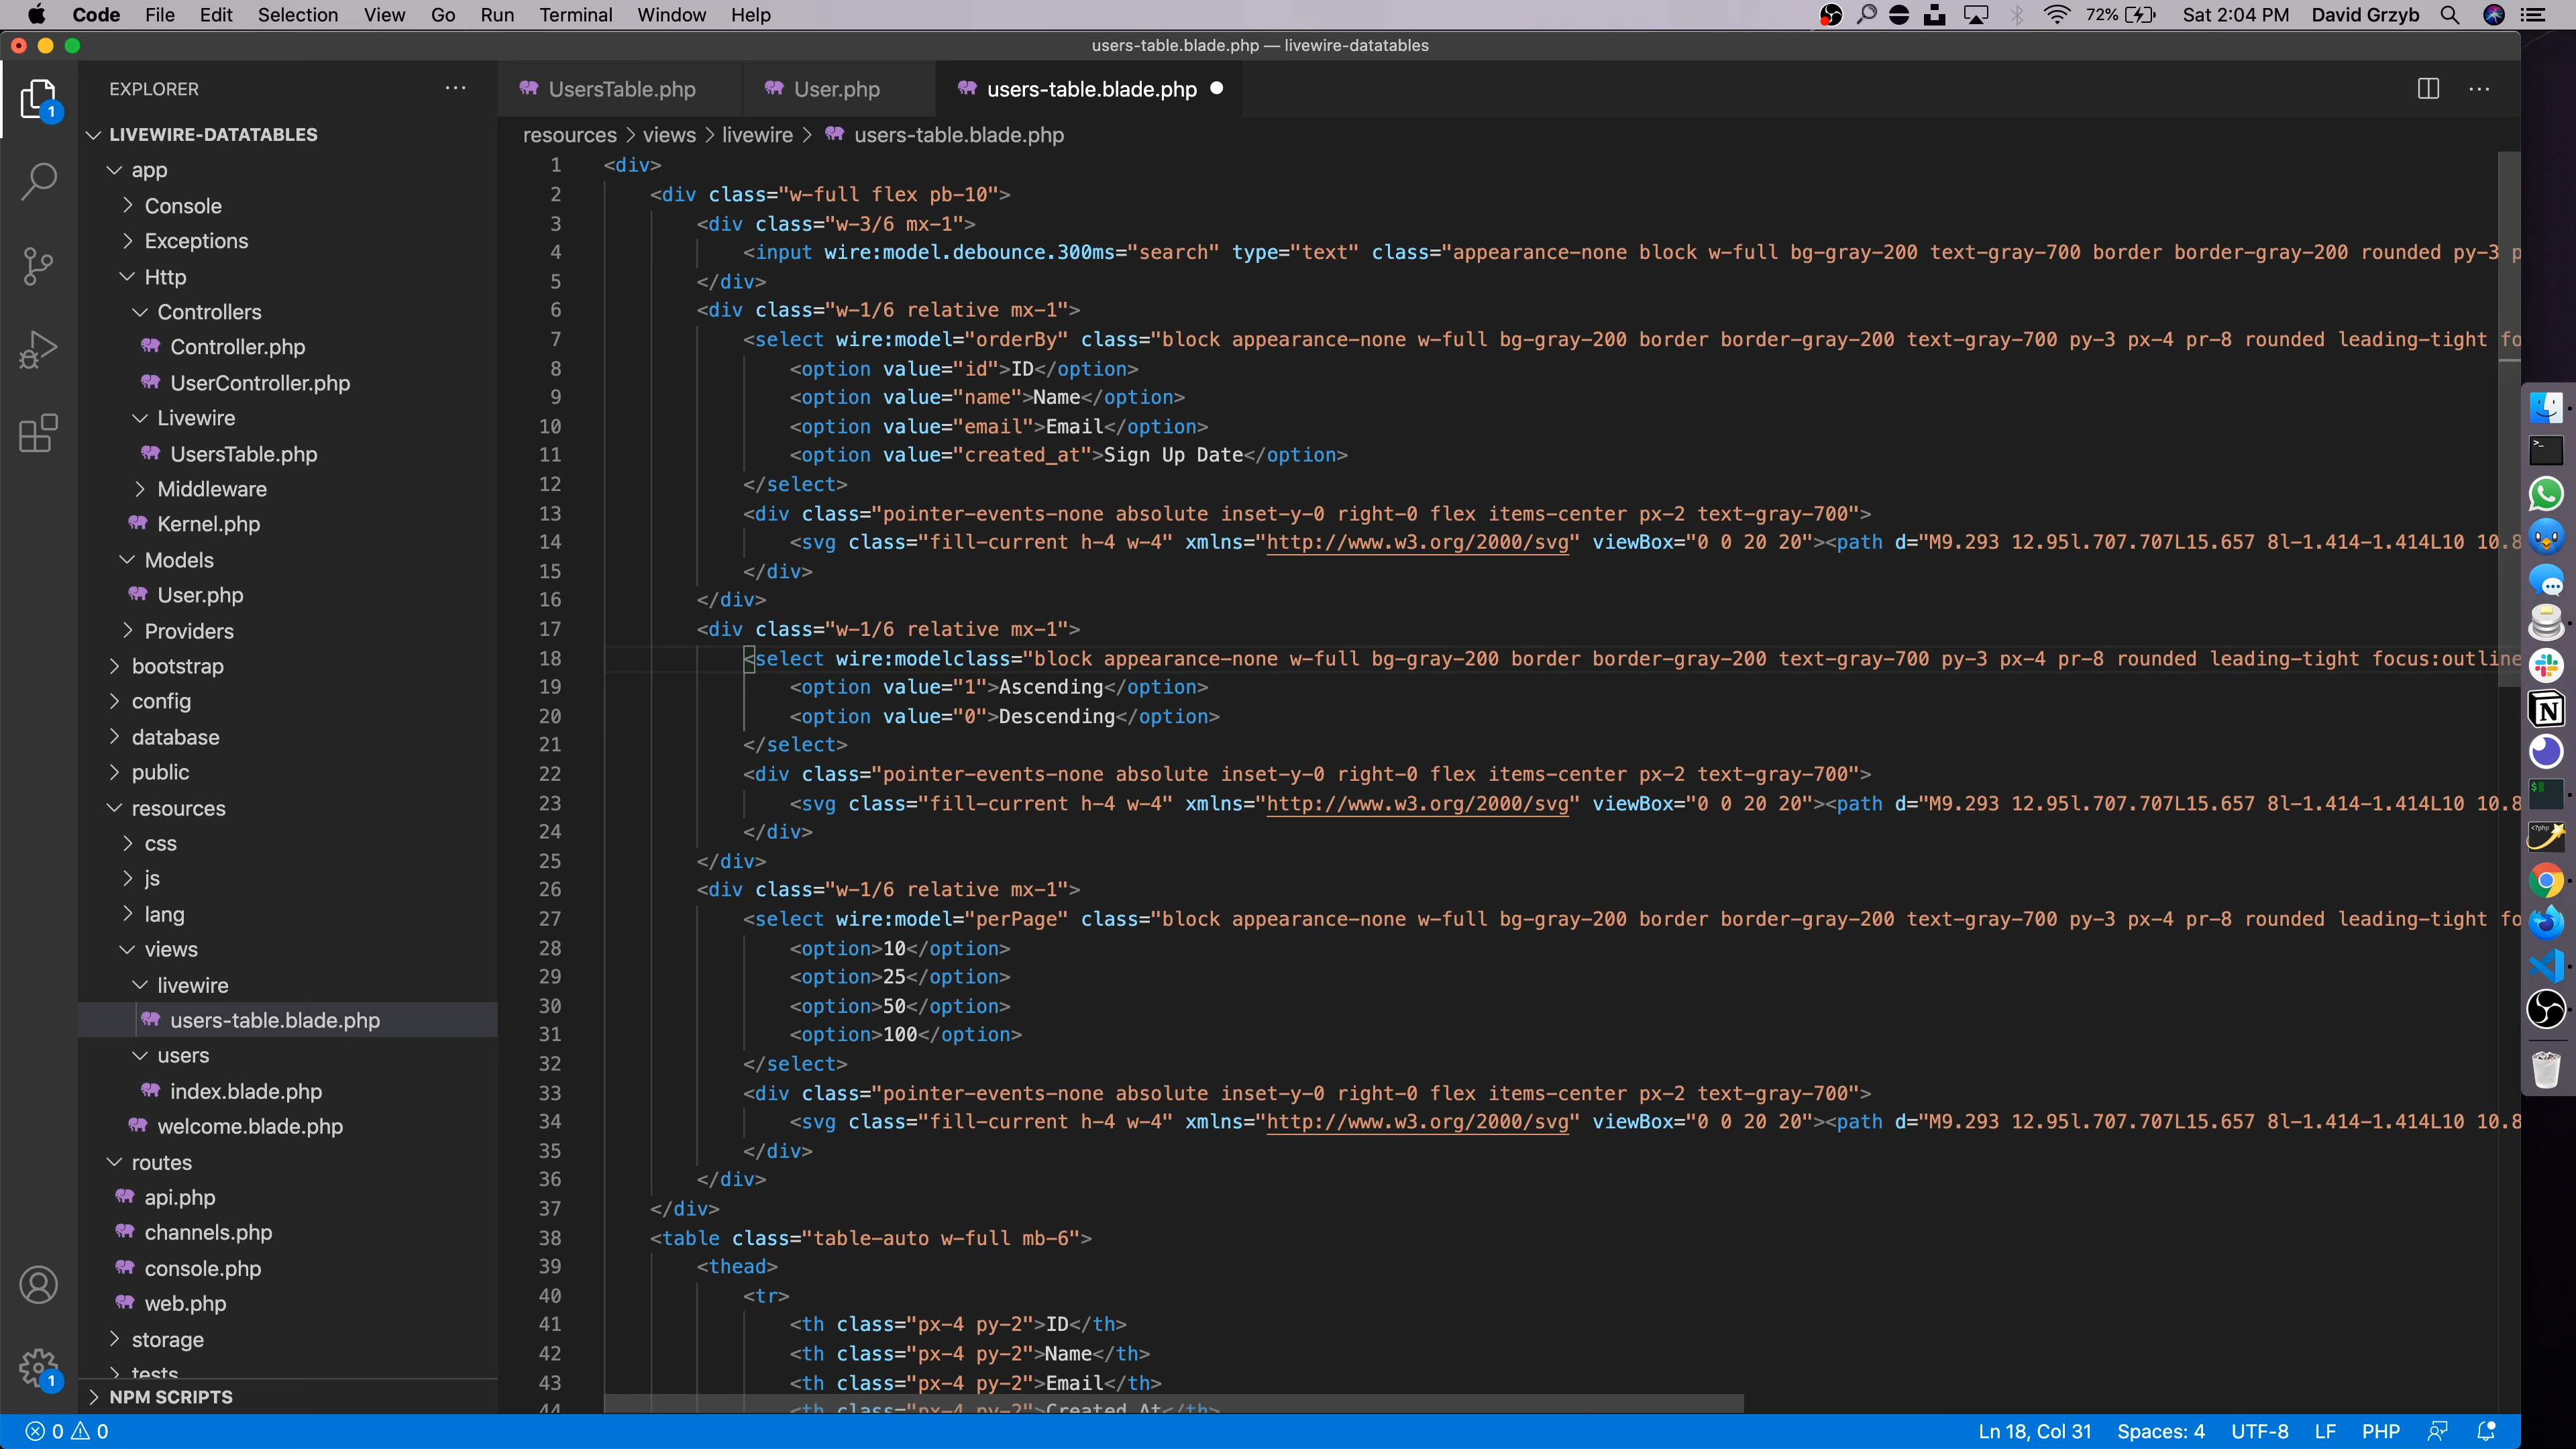 Code File Edit Selection View Go Run Terminal Window Help 72% Sat 2:04 PM David Grzyb
users-table.blade.php — livewire-datatables
EXPLORER
1
LIVEWIRE-DATATABLES
app
Console
Exceptions
Http
Controllers
Controller.php
UserController.php
Livewire
UsersTable.php
Middleware
Kernel.php
Models
User.php
Providers
bootstrap
config
database
public
resources
css
js
lang
views
livewire
users-table.blade.php
users
index.blade.php
welcome.blade.php
routes
api.php
channels.php
console.php
web.php
storage
tests
1
NPM SCRIPTS
UsersTable.php User.php users-table.blade.php
resources > views > livewire > users-table.blade.php
1 <div>
2 <div class="w-full flex pb-10">
3 <div class="w-3/6 mx-1">
4 <input wire:model.debounce.300ms="search" type="text" class="appearance-none block w-full bg-gray-200 text-gray-700 border border-gray-200 rounded py-3 p
5 </div>
6 <div class="w-1/6 relative mx-1">
7 <select wire:model="orderBy" class="block appearance-none w-full bg-gray-200 border border-gray-200 text-gray-700 py-3 px-4 pr-8 rounded leading-tight fo
8 <option value="id">ID</option>
9 <option value="name">Name</option>
10 <option value="email">Email</option>
11 <option value="created_at">Sign Up Date</option>
12 </select>
13 <div class="pointer-events-none absolute inset-y-0 right-0 flex items-center px-2 text-gray-700">
14 <svg class="fill-current h-4 w-4" xmlns="http://www.w3.org/2000/svg" viewBox="0 0 20 20"><path d="M9.293 12.95l.707.707L15.657 8l-1.414-1.414L10 10.8
15 </div>
16 </div>
17 <div class="w-1/6 relative mx-1">
18 <select wire:modelclass="block appearance-none w-full bg-gray-200 border border-gray-200 text-gray-700 py-3 px-4 pr-8 rounded leading-tight focus:outline
19 <option value="1">Ascending</option>
20 <option value="0">Descending</option>
21 </select>
22 <div class="pointer-events-none absolute inset-y-0 right-0 flex items-center px-2 text-gray-700">
23 <svg class="fill-current h-4 w-4" xmlns="http://www.w3.org/2000/svg" viewBox="0 0 20 20"><path d="M9.293 12.95l.707.707L15.657 8l-1.414-1.414L10 10.8
24 </div>
25 </div>
26 <div class="w-1/6 relative mx-1">
27 <select wire:model="perPage" class="block appearance-none w-full bg-gray-200 border border-gray-200 text-gray-700 py-3 px-4 pr-8 rounded leading-tight fo
28 <option>10</option>
29 <option>25</option>
30 <option>50</option>
31 <option>100</option>
32 </select>
33 <div class="pointer-events-none absolute inset-y-0 right-0 flex items-center px-2 text-gray-700">
34 <svg class="fill-current h-4 w-4" xmlns="http://www.w3.org/2000/svg" viewBox="0 0 20 20"><path d="M9.293 12.95l.707.707L15.657 8l-1.414-1.414L10 10.8
35 </div>
36 </div>
37 </div>
38 <table class="table-auto w-full mb-6">
39 <thead>
40 <tr>
41 <th class="px-4 py-2">ID</th>
42 <th class="px-4 py-2">Name</th>
43 <th class="px-4 py-2">Email</th>
44 <th class="px-4 py-2">Created At</th>
0 0 Ln 18, Col 31 Spaces: 4 UTF-8 LF PHP